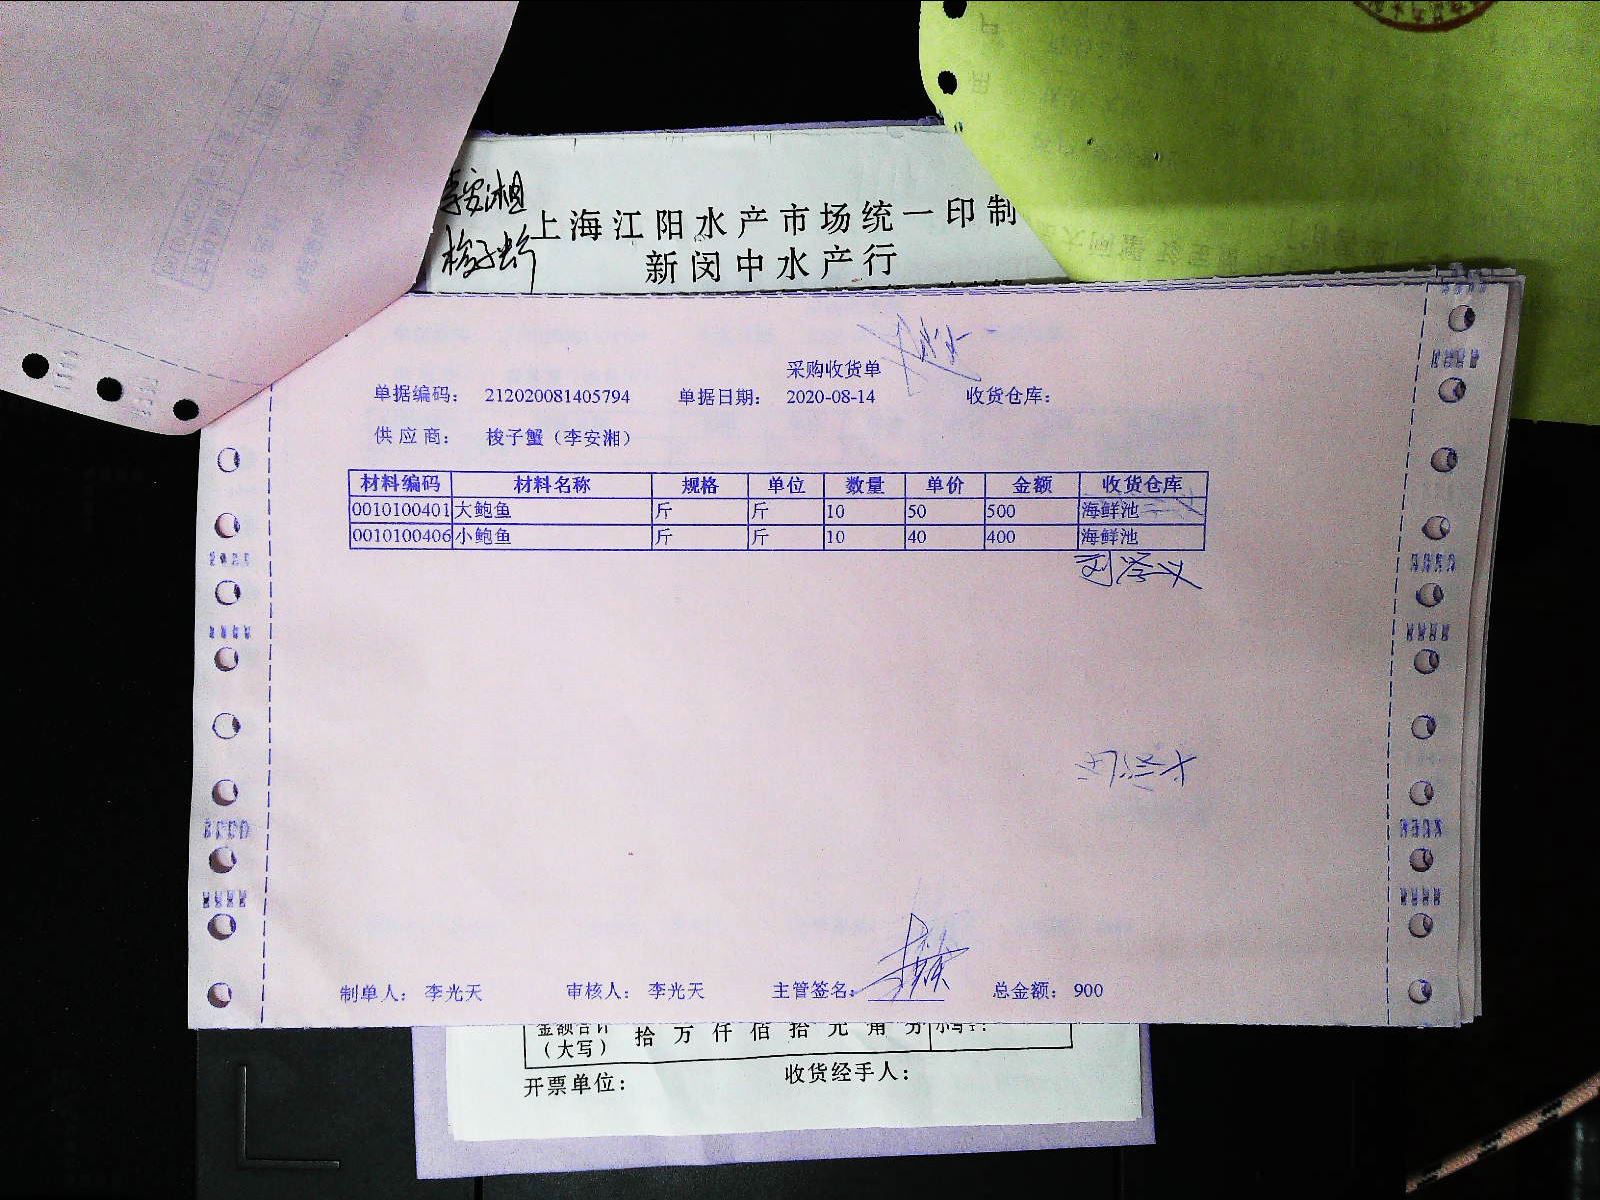 李安湘
上海江阳水产市场统一印制
梭子蟹
新闵中水产行
采购收货单
单据编码： 212020081405794 单据日期： 2020-08-14 收货仓库：
供应商： 梭子蟹（李安湘）
材料编码 材料名称 规格 单位 数量 单价 金额 收货仓库
0010100401 大鲍鱼 斤 斤 10 50 500 海鲜池
0010100406 小鲍鱼 斤 斤 10 40 400 海鲜池
制单人： 李光天 审核人： 李光天 主管签名： 总金额： 900
金额合计 拾 万 仟 佰 拾 元 角 分 小写：
（大写）
开票单位： 收货经手人：